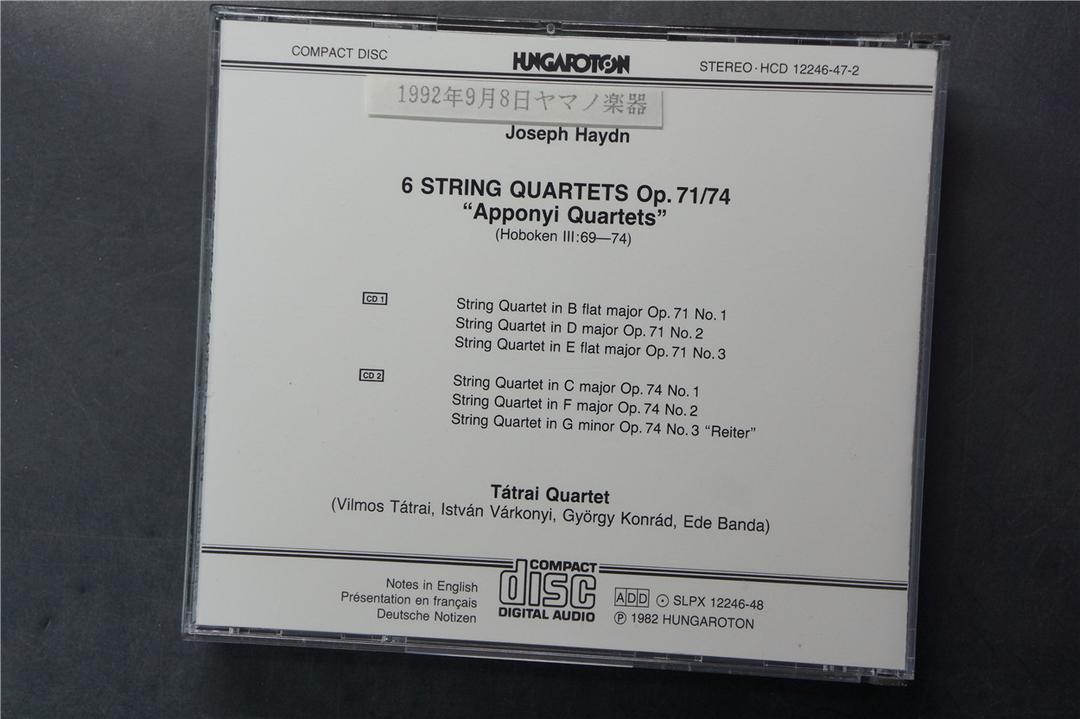 COMPACT DISC
HUNGAROTON
STEREO·HCD 12246-47-2
1992年9月8日ヤマノ楽器
Joseph Haydn
6 STRING QUARTETS Op. 71/74
“Apponyi Quartets”
(Hoboken III:69—74)
CD 1
String Quartet in B flat major Op. 71 No. 1
String Quartet in D major Op. 71 No. 2
String Quartet in E flat major Op. 71 No. 3
CD 2
String Quartet in C major Op. 74 No. 1
String Quartet in F major Op. 74 No. 2
String Quartet in G minor Op. 74 No. 3 “Reiter”
Tátrai Quartet
(Vilmos Tátrai, István Várkonyi, György Konrád, Ede Banda)
Notes in English
Présentation en français
Deutsche Notizen
COMPACT
disc
DIGITAL AUDIO
ADD ⊙ SLPX 12246-48
℗ 1982 HUNGAROTON